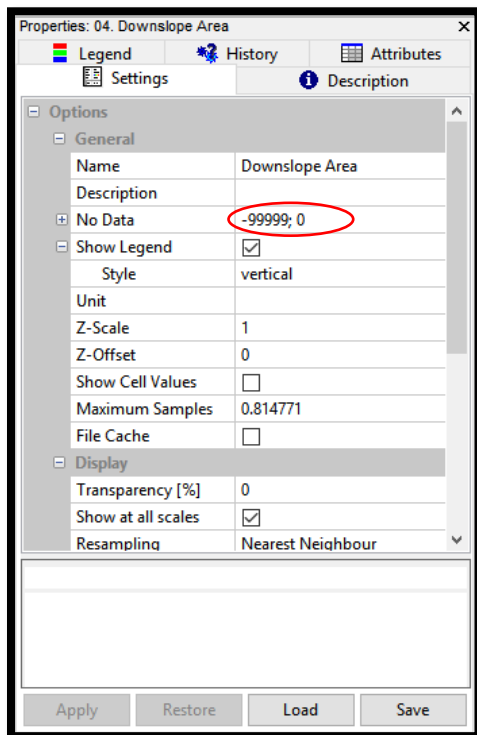 Properties: 04. Downslope Area
Legend History Attributes
Settings Description
Options
General
Name Downslope Area
Description
No Data -99999; 0
Show Legend
Style vertical
Unit
Z-Scale 1
Z-Offset 0
Show Cell Values
Maximum Samples 0.814771
File Cache
Display
Transparency [%] 0
Show at all scales
Resampling Nearest Neighbour
Apply Restore Load Save